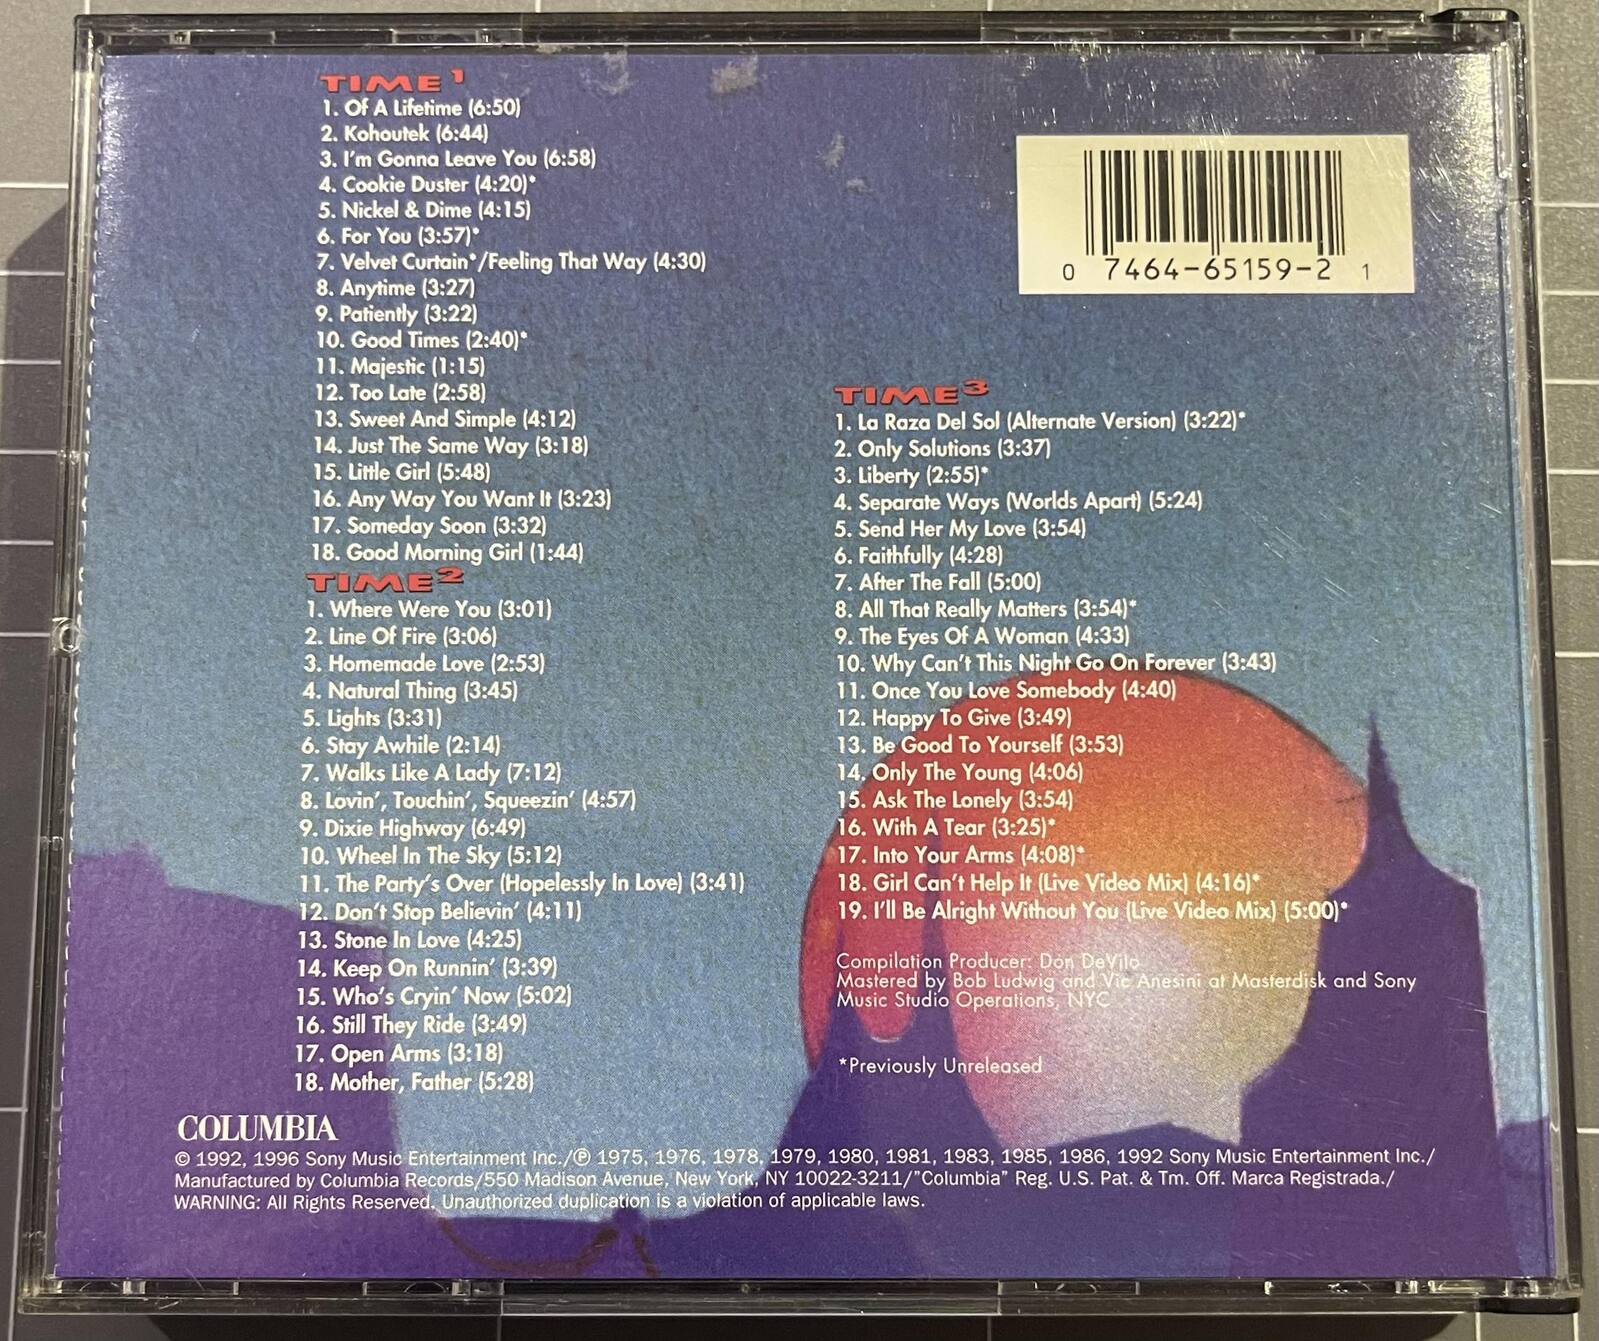 TIME¹
1. Of A Lifetime (6:50)
2. Kohoutek (6:44)
3. I'm Gonna Leave You (6:58)
4. Cookie Duster (4:20)*
5. Nickel & Dime (4:15)
6. For You (3:57)*
7. Velvet Curtain*/Feeling That Way (4:30)
8. Anytime (3:27)
9. Patiently (3:22)
10. Good Times (2:40)*
11. Majestic (1:15)
12. Too Late (2:58)
13. Sweet And Simple (4:12)
14. Just The Same Way (3:18)
15. Little Girl (5:48)
16. Any Way You Want It (3:23)
17. Someday Soon (3:32)
18. Good Morning Girl (1:44)
TIME²
1. Where Were You (3:01)
2. Line Of Fire (3:06)
3. Homemade Love (2:53)
4. Natural Thing (3:45)
5. Lights (3:31)
6. Stay Awhile (2:14)
7. Walks Like A Lady (7:12)
8. Lovin', Touchin', Squeezin' (4:57)
9. Dixie Highway (6:49)
10. Wheel In The Sky (5:12)
11. The Party's Over (Hopelessly In Love) (3:41)
12. Don't Stop Believin' (4:11)
13. Stone In Love (4:25)
14. Keep On Runnin' (3:39)
15. Who's Cryin' Now (5:02)
16. Still They Ride (3:49)
17. Open Arms (3:18)
18. Mother, Father (5:28)
0 7464-65159-2 1
TIME³
1. La Raza Del Sol (Alternate Version) (3:22)*
2. Only Solutions (3:37)
3. Liberty (2:55)*
4. Separate Ways (Worlds Apart) (5:24)
5. Send Her My Love (3:54)
6. Faithfully (4:28)
7. After The Fall (5:00)
8. All That Really Matters (3:54)*
9. The Eyes Of A Woman (4:33)
10. Why Can't This Night Go On Forever (3:43)
11. Once You Love Somebody (4:40)
12. Happy To Give (3:49)
13. Be Good To Yourself (3:53)
14. Only The Young (4:06)
15. Ask The Lonely (3:54)
16. With A Tear (3:25)*
17. Into Your Arms (4:08)*
18. Girl Can't Help It (Live Video Mix) (4:16)*
19. I'll Be Alright Without You (Live Video Mix) (5:00)*
Compilation Producer: Don DeVito
Mastered by Bob Ludwig and Vic Anesini at Masterdisk and Sony
Music Studio Operations, NYC
*Previously Unreleased
COLUMBIA
© 1992, 1996 Sony Music Entertainment Inc./℗ 1975, 1976, 1978, 1979, 1980, 1981, 1983, 1985, 1986, 1992 Sony Music Entertainment Inc./
Manufactured by Columbia Records/550 Madison Avenue, New York, NY 10022-3211/"Columbia" Reg. U.S. Pat. & Tm. Off. Marca Registrada./
WARNING: All Rights Reserved. Unauthorized duplication is a violation of applicable laws.